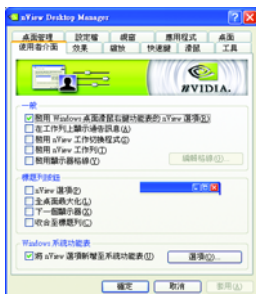 nView Desktop Manager
桌面管理 設定檔 視窗 應用程式 桌面
使用者介面 效果 縮放 快速鍵 滑鼠 工具
NVIDIA.
一般
啟用 Windows 桌面滑鼠右鍵功能表的 nView 選項(E)
在工作列上顯示通告訊息(A)
啟用 nView 工作切換程式(G)
啟用 nView 工作列(T)
啟用顯示器格線(Y)
編輯格線(D)...
標題列按鈕
nView 選項(P)
全桌面最大化(L)
下一個顯示器(X)
收合至標題列(C)
Windows 系統功能表
將 nView 選項新增至系統功能表(U)
選項(O)...
確定 取消 套用(A)